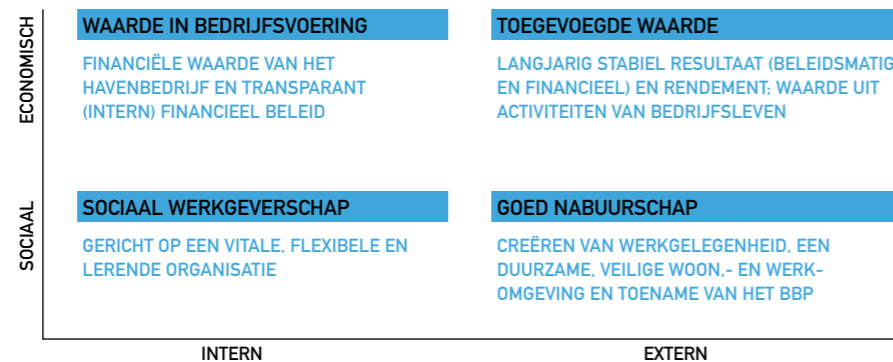 ECONOMISCH
WAARDE IN BEDRIJFSVOERING
FINANCIËLE WAARDE VAN HET
HAVENBEDRIJF EN TRANSPARANT
(INTERN) FINANCIEEL BELEID
TOEGEVOEGDE WAARDE
LANGJARIG STABIEL RESULTAAT (BELEIDSMATIG
EN FINANCIEEL) EN RENDEMENT; WAARDE UIT
ACTIVITEITEN VAN BEDRIJFSLEVEN
SOCIAAL
SOCIAAL WERKGEVERSCHAP
GERICHT OP EEN VITALE, FLEXIBELE EN
LERENDE ORGANISATIE
GOED NABUURSCHAP
CREËREN VAN WERKGELEGENHEID, EEN
DUURZAME, VEILIGE WOON,- EN WERK-
OMGEVING EN TOENAME VAN HET BBP
INTERN
EXTERN